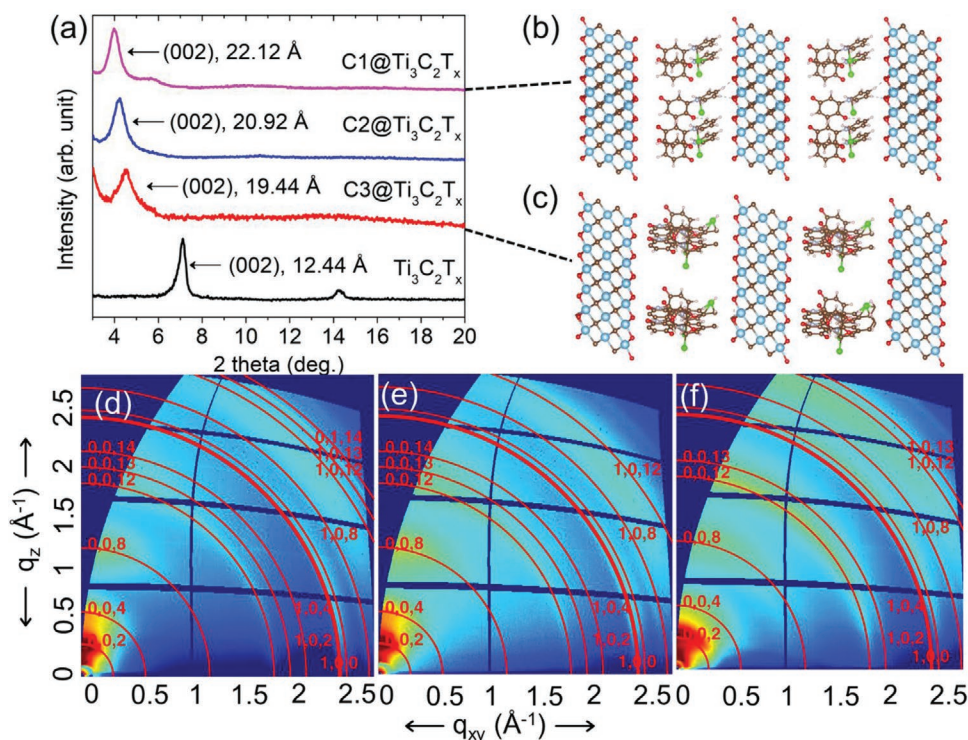 (a)
(002), 22.12 Å
C1@Ti₃C₂Tₓ
(002), 20.92 Å
C2@Ti₃C₂Tₓ
(002), 19.44 Å
C3@Ti₃C₂Tₓ
(002), 12.44 Å
Ti₃C₂Tₓ
Intensity (arb. unit)
4 6 8 10 12 14 16 18 20
2 theta (deg.)
(b)
(c)
(d)
0,0,14
0,0,13
0,0,12
0,0,8
0,0,4
0,0,2
0,1,14
1,0,13
1,0,12
1,0,8
1,0,4
1,0,2
1,0,0
(e)
0,0,14
0,0,13
0,0,12
0,0,8
0,0,4
0,0,2
1,0,12
1,0,8
1,0,4
1,0,2
1,0,0
(f)
0,0,13
0,0,12
0,0,8
0,0,4
0,0,2
1,0,13
1,0,12
1,0,8
1,0,4
1,0,2
1,0,0
q_z (Å⁻¹)
2.5
2
1.5
1
0.5
0
0 0.5 1 1.5 2 2.5 0 0.5 1 1.5 2 2.5 0 0.5 1 1.5 2 2.5
q_xy (Å⁻¹)